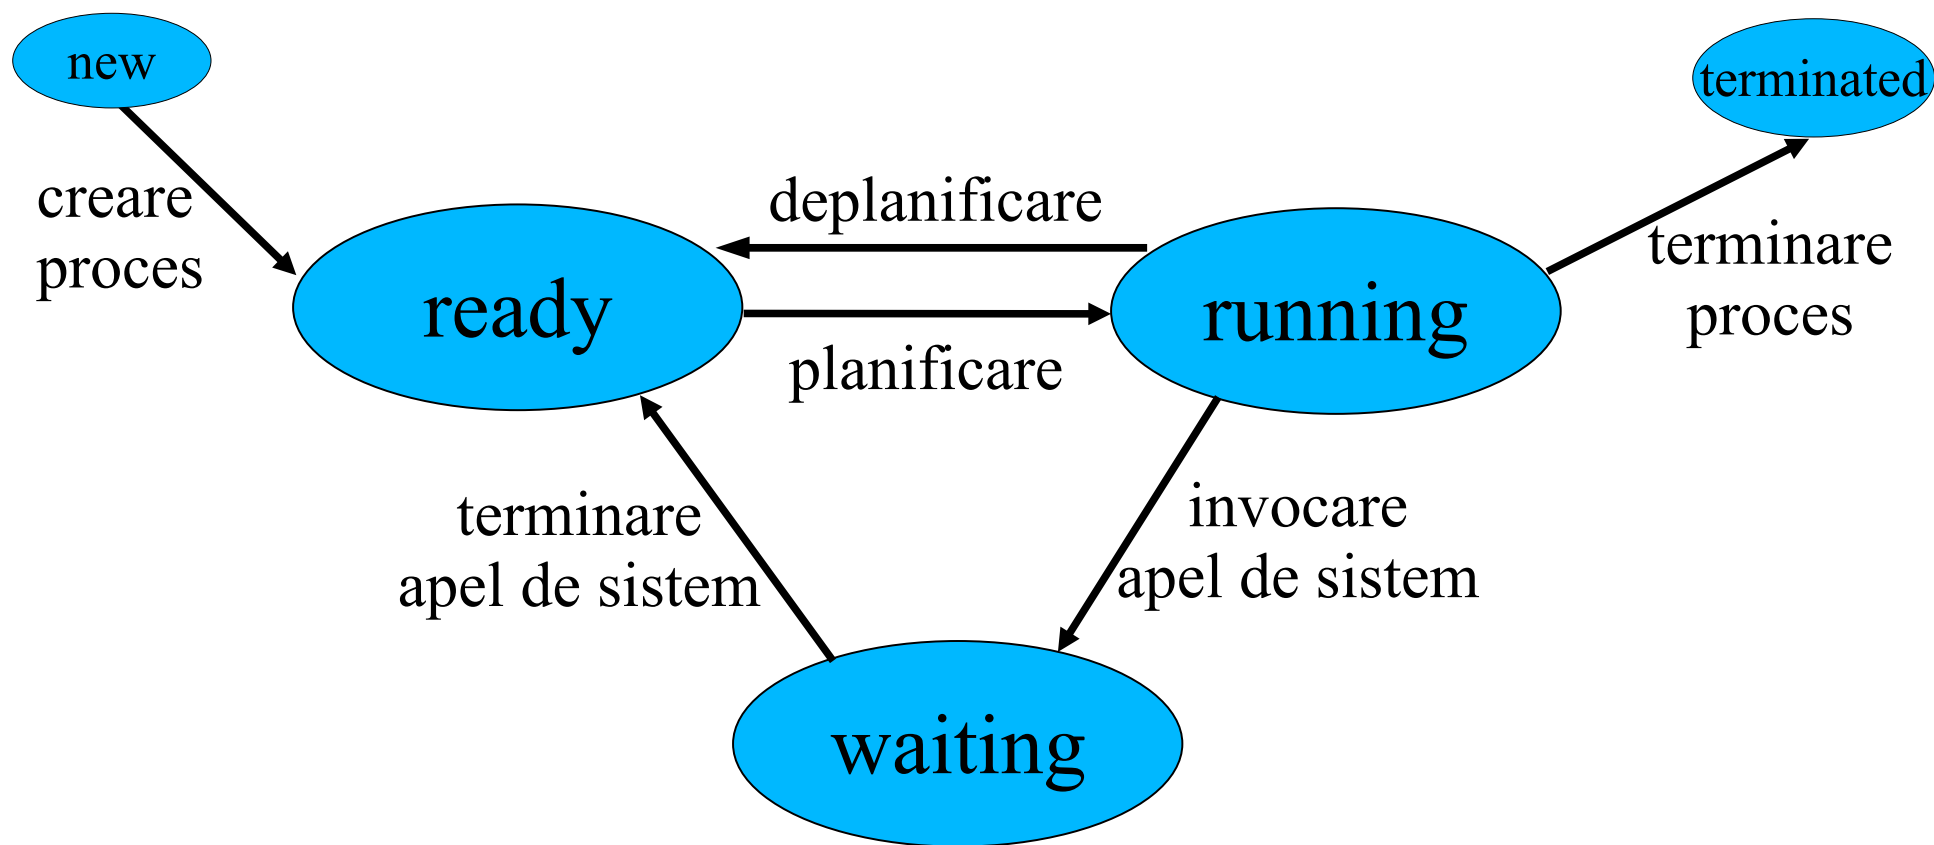 new
terminated
creare
proces
deplanificare
terminare
proces
ready
running
planificare
terminare
apel de sistem
invocare
apel de sistem
waiting